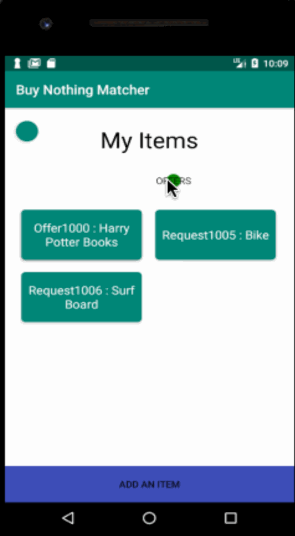 10:09
Buy Nothing Matcher
My Items
Offer1000 : Harry
Potter Books
Request1005 : Bike
Request1006 : Surf
Board
ADD AN ITEM